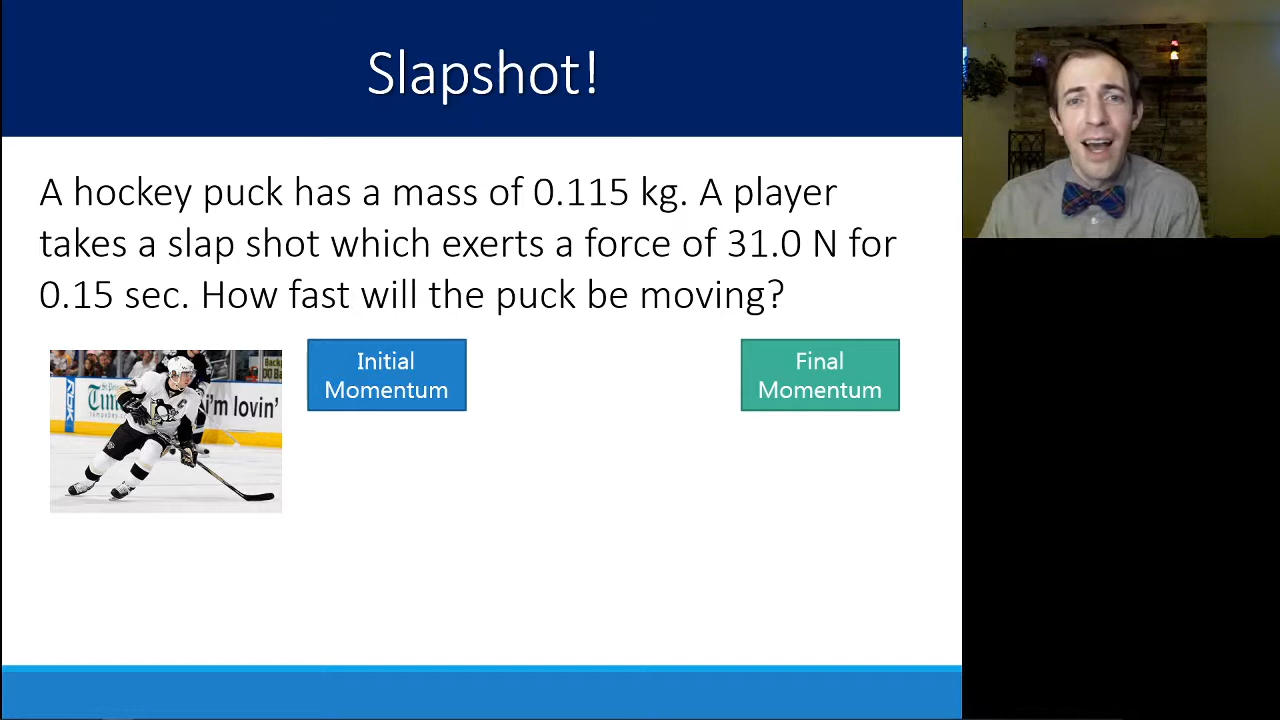 Slapshot!
A hockey puck has a mass of 0.115 kg. A player
takes a slap shot which exerts a force of 31.0 N for
0.15 sec. How fast will the puck be moving?
Initial
Momentum
Final
Momentum
i'm lovin'